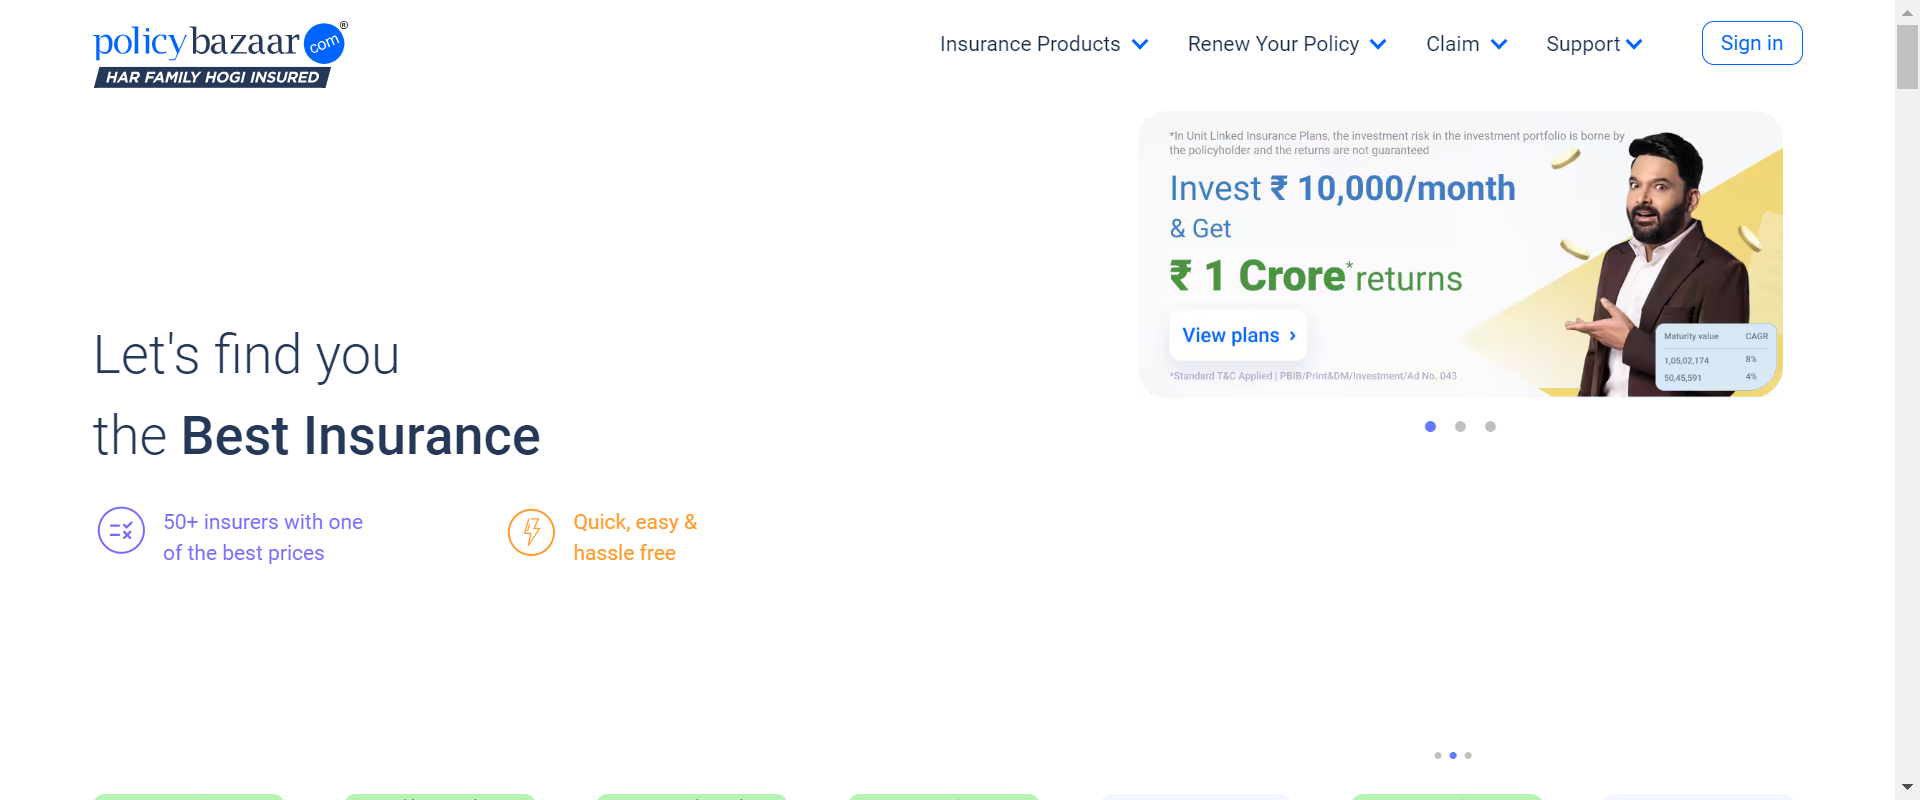 policybazaar.com®
HAR FAMILY HOGI INSURED
Insurance Products
Renew Your Policy
Claim
Support
Sign in
*In Unit Linked Insurance Plans, the investment risk in the investment portfolio is borne by
the policyholder and the returns are not guaranteed
Invest ₹ 10,000/month
& Get
₹ 1 Crore* returns
View plans ›
*Standard T&C Applied | PBIB/Print&DM/Investment/Ad No. 043
Maturity value CAGR
1,05,02,174 8%
50,45,591 4%
Let's find you
the Best Insurance
50+ insurers with one
of the best prices
Quick, easy &
hassle free